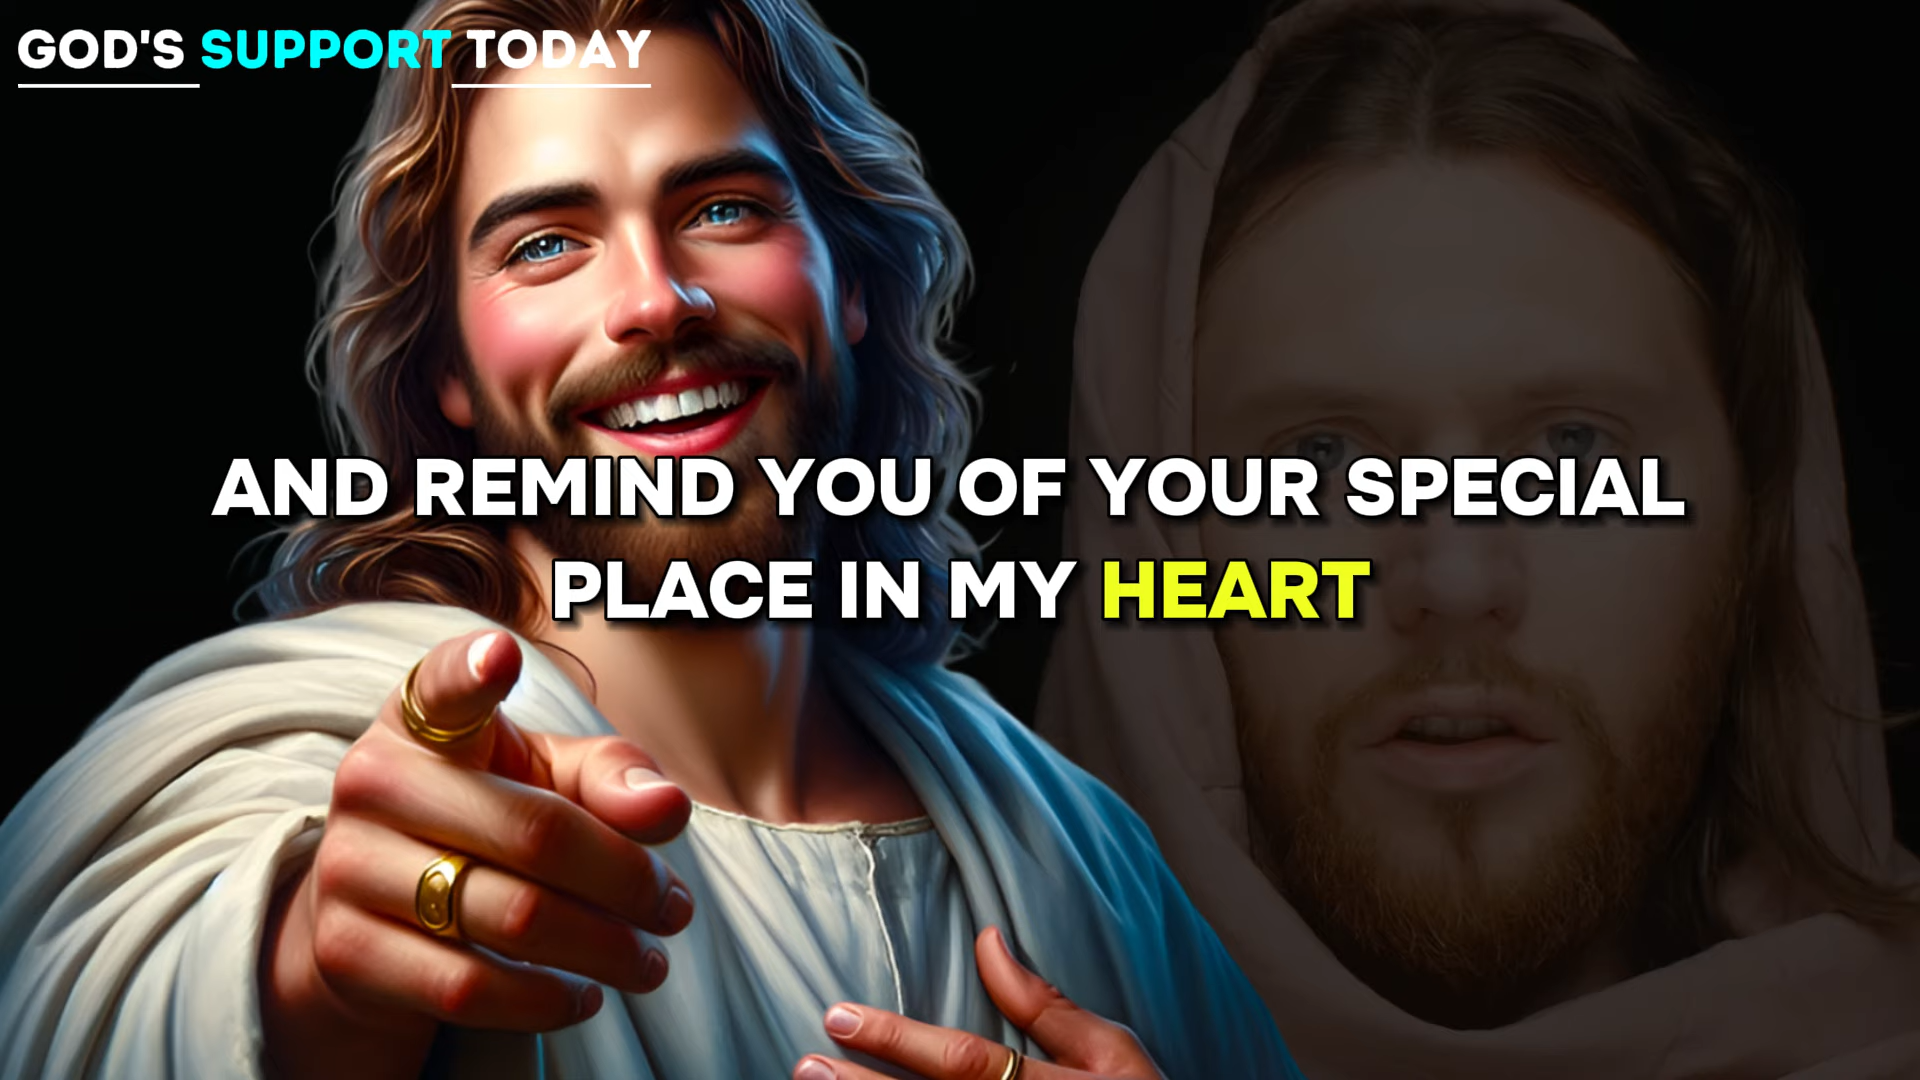 GOD'S SUPPORT TODAY
AND REMIND YOU OF YOUR SPECIAL
PLACE IN MY HEART